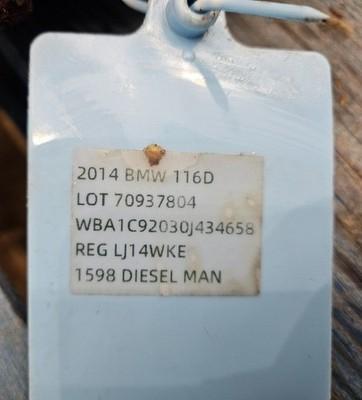 2014 BMW 116D
LOT 70937804
WBA1C92030J434658
REG LJ14WKE
1598 DIESEL MAN